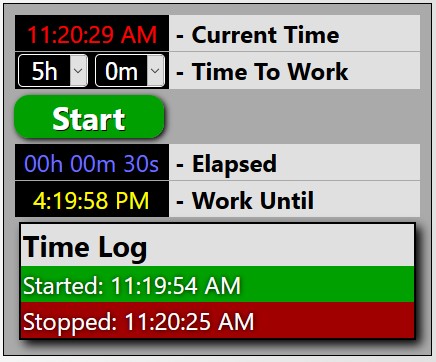 11:20:29 AM - Current Time
5h 0m - Time To Work
Start
00h 00m 30s - Elapsed
4:19:58 PM - Work Until
Time Log
Started: 11:19:54 AM
Stopped: 11:20:25 AM